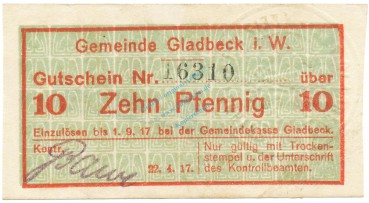 Gemeinde Gladbeck i. W.
Gutschein Nr. 16310 über
10 Zehn Pfennig 10
Einzulösen bis 1. 9. 17 bei der Gemeindekasse Gladbeck.
Kontr.
22. 4. 17.
Nur gültig mit Trocken-
stempel u. der Unterschrift
des Kontrollbeamten.